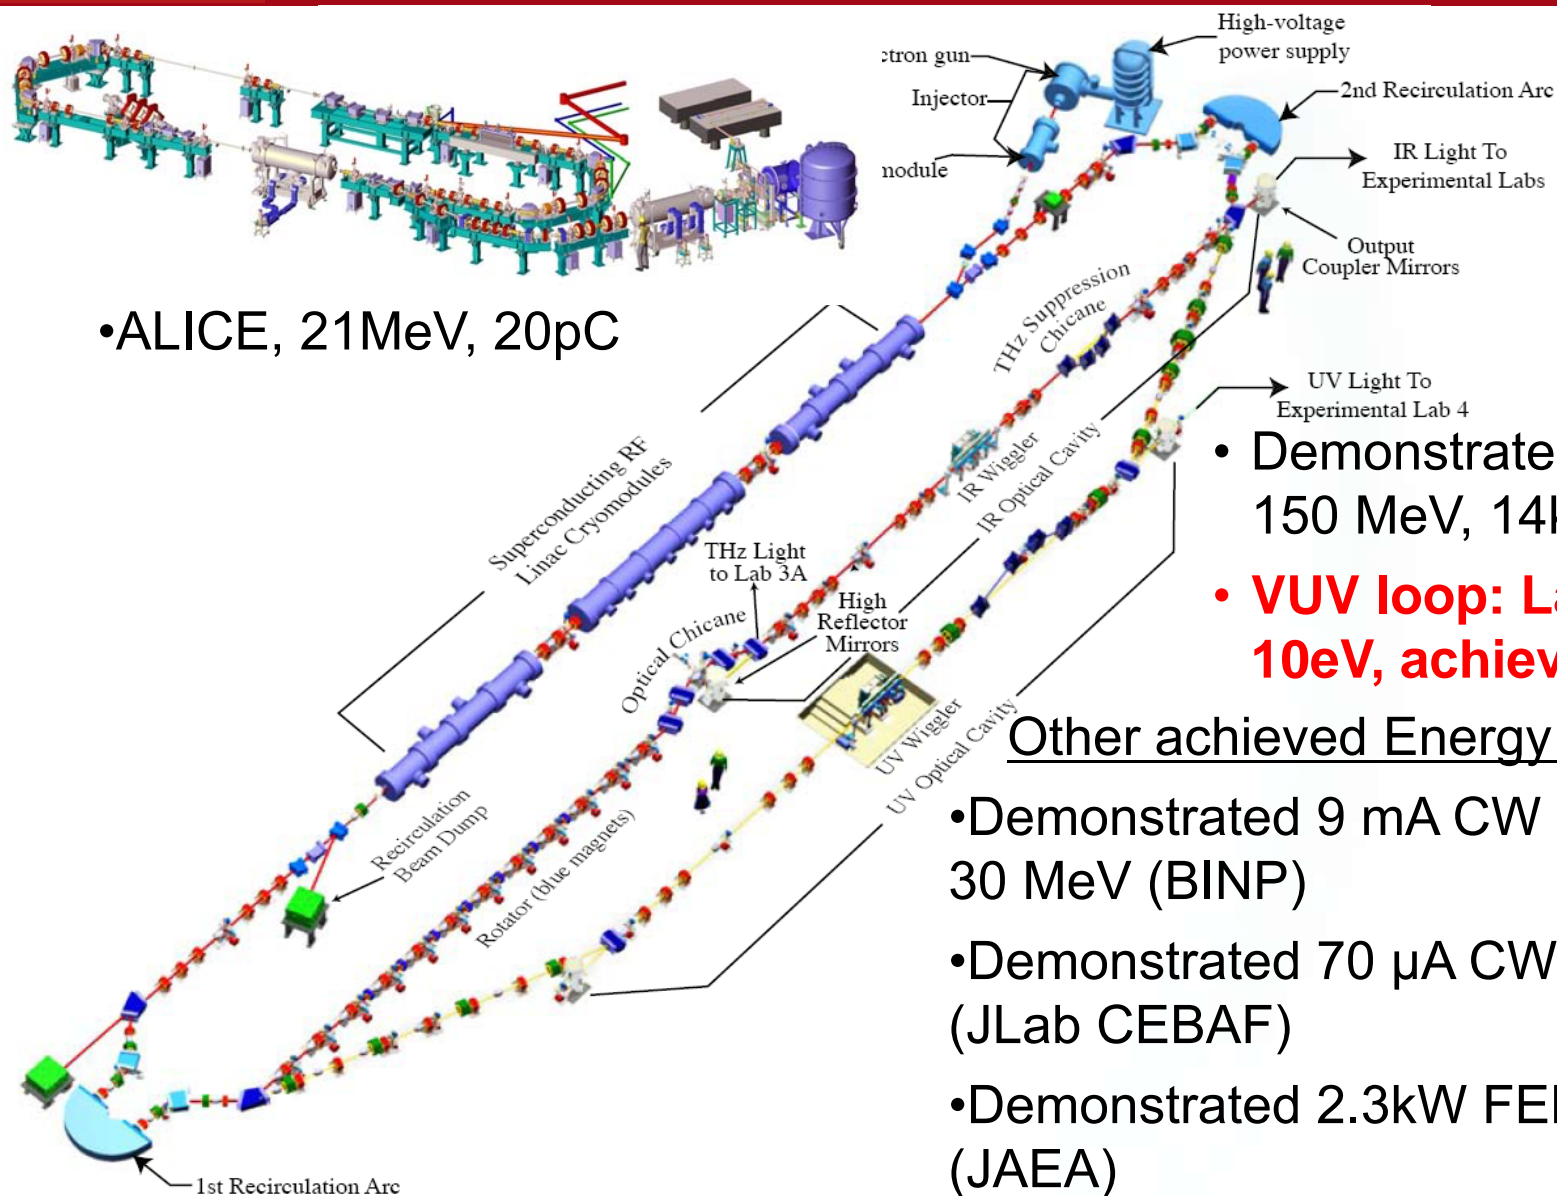 High-voltage
power supply
ctron gun
Injector
module
2nd Recirculation Arc
IR Light To
Experimental Labs
Output
Coupler Mirrors
THz Suppression
Chicane
•ALICE, 21MeV, 20pC
UV Light To
Experimental Lab 4
Superconducting RF
Linac Cryomodules
IR Wiggler
IR Optical Cavity
• Demonstrate
150 MeV, 14k
THz Light
to Lab 3A
High
Reflector
Mirrors
Optical Chicane
• VUV loop: La
10eV, achiev
UV Wiggler
UV Optical Cavity
Other achieved Energy
Recirculation
Beam Dump
Rotator (blue magnets)
•Demonstrated 9 mA CW
30 MeV (BINP)
•Demonstrated 70 µA CW
(JLab CEBAF)
•Demonstrated 2.3kW FEL
(JAEA)
1st Recirculation Arc